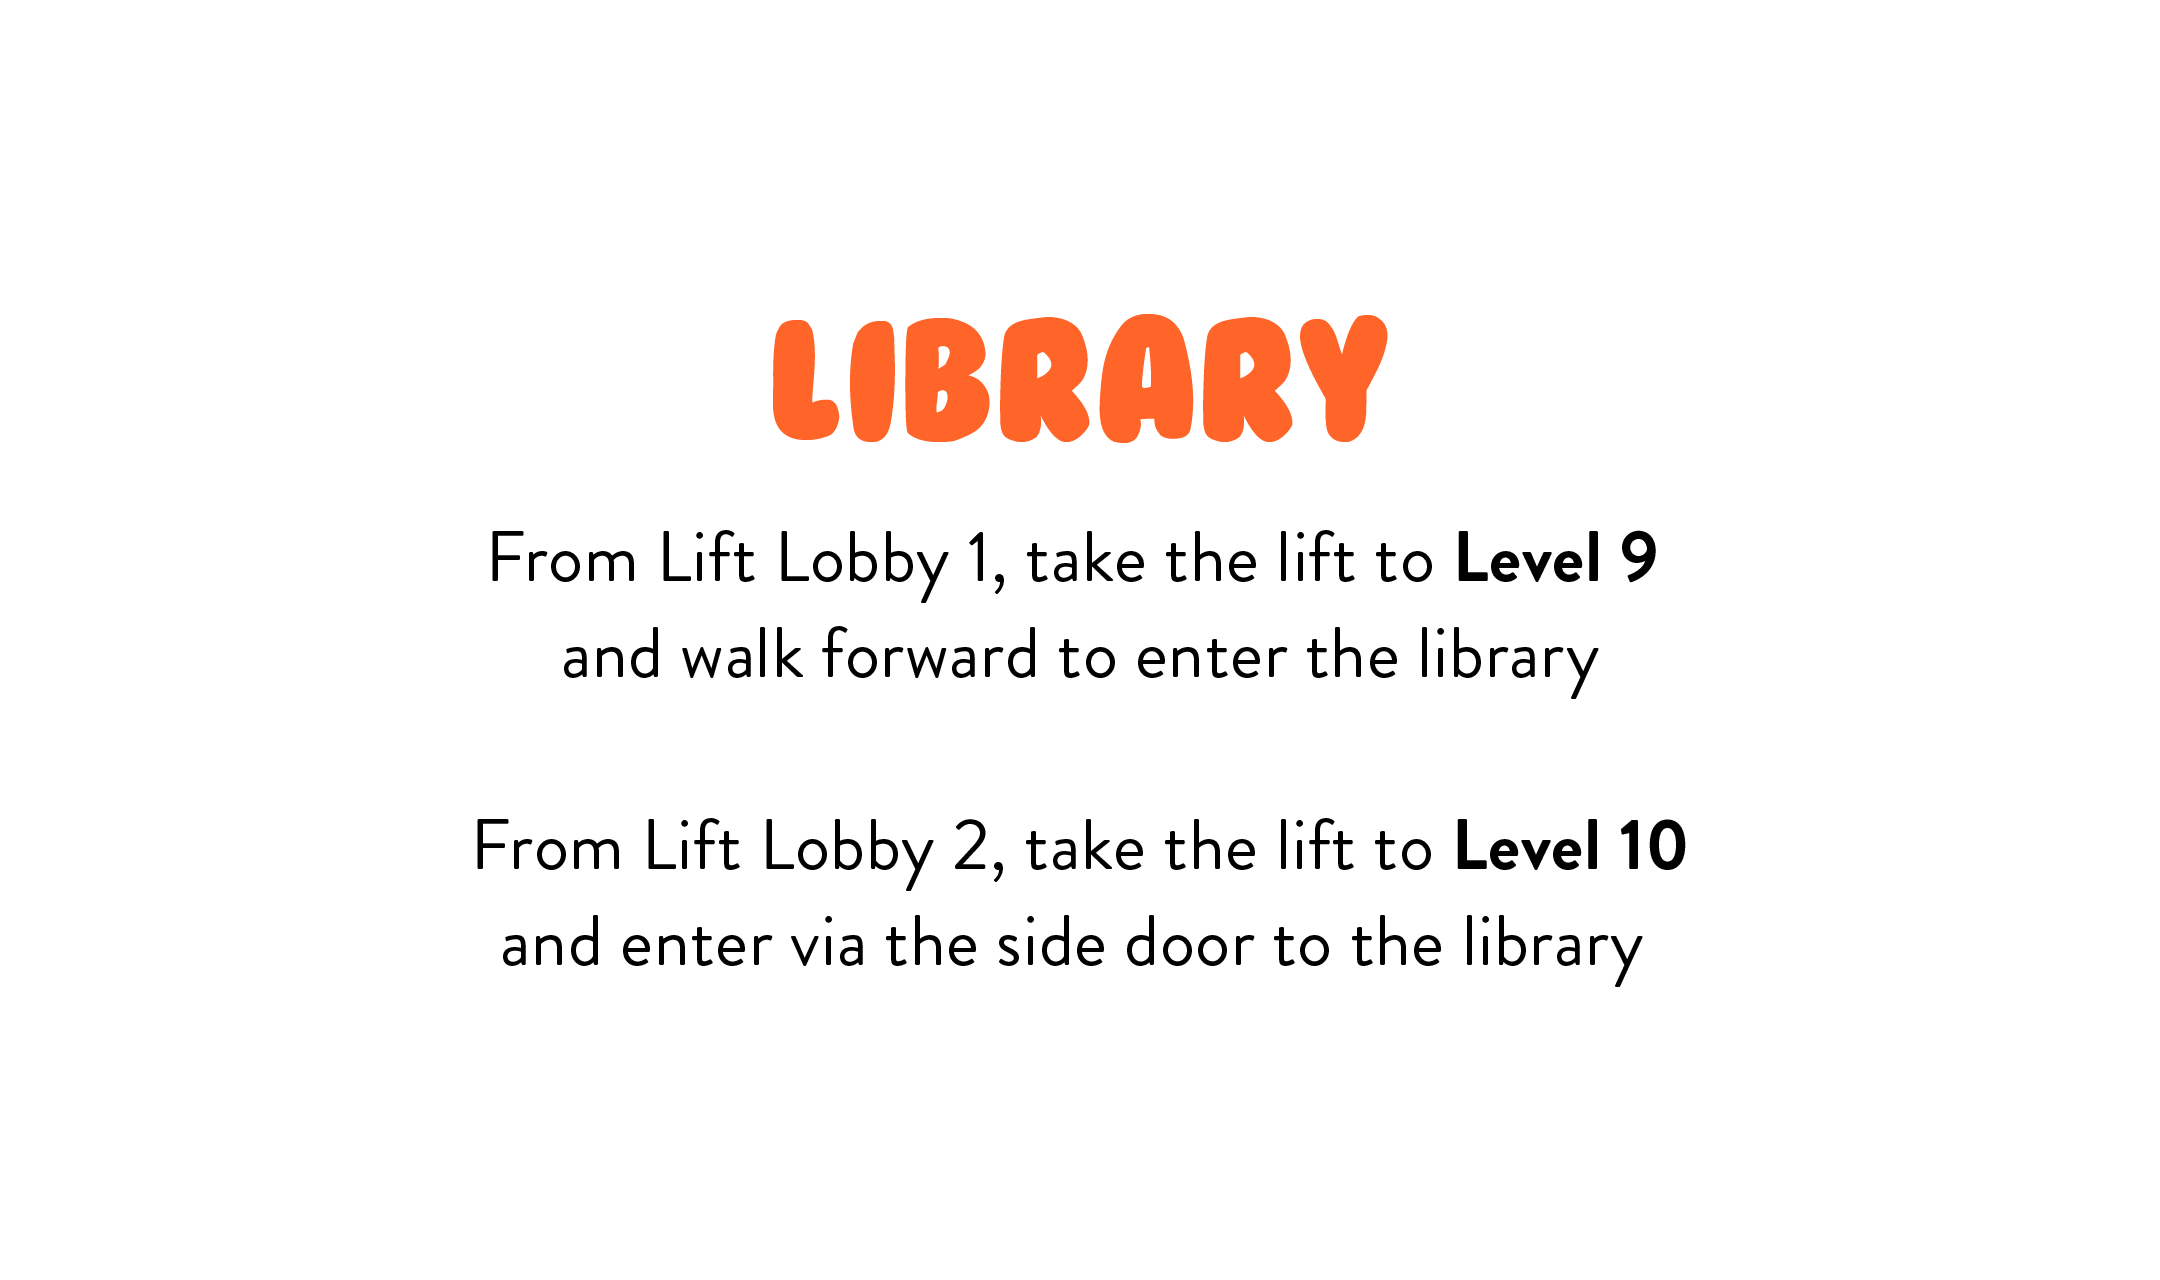 LIBRARY
From Lift Lobby 1, take the lift to Level 9
and walk forward to enter the library
From Lift Lobby 2, take the lift to Level 10
and enter via the side door to the library